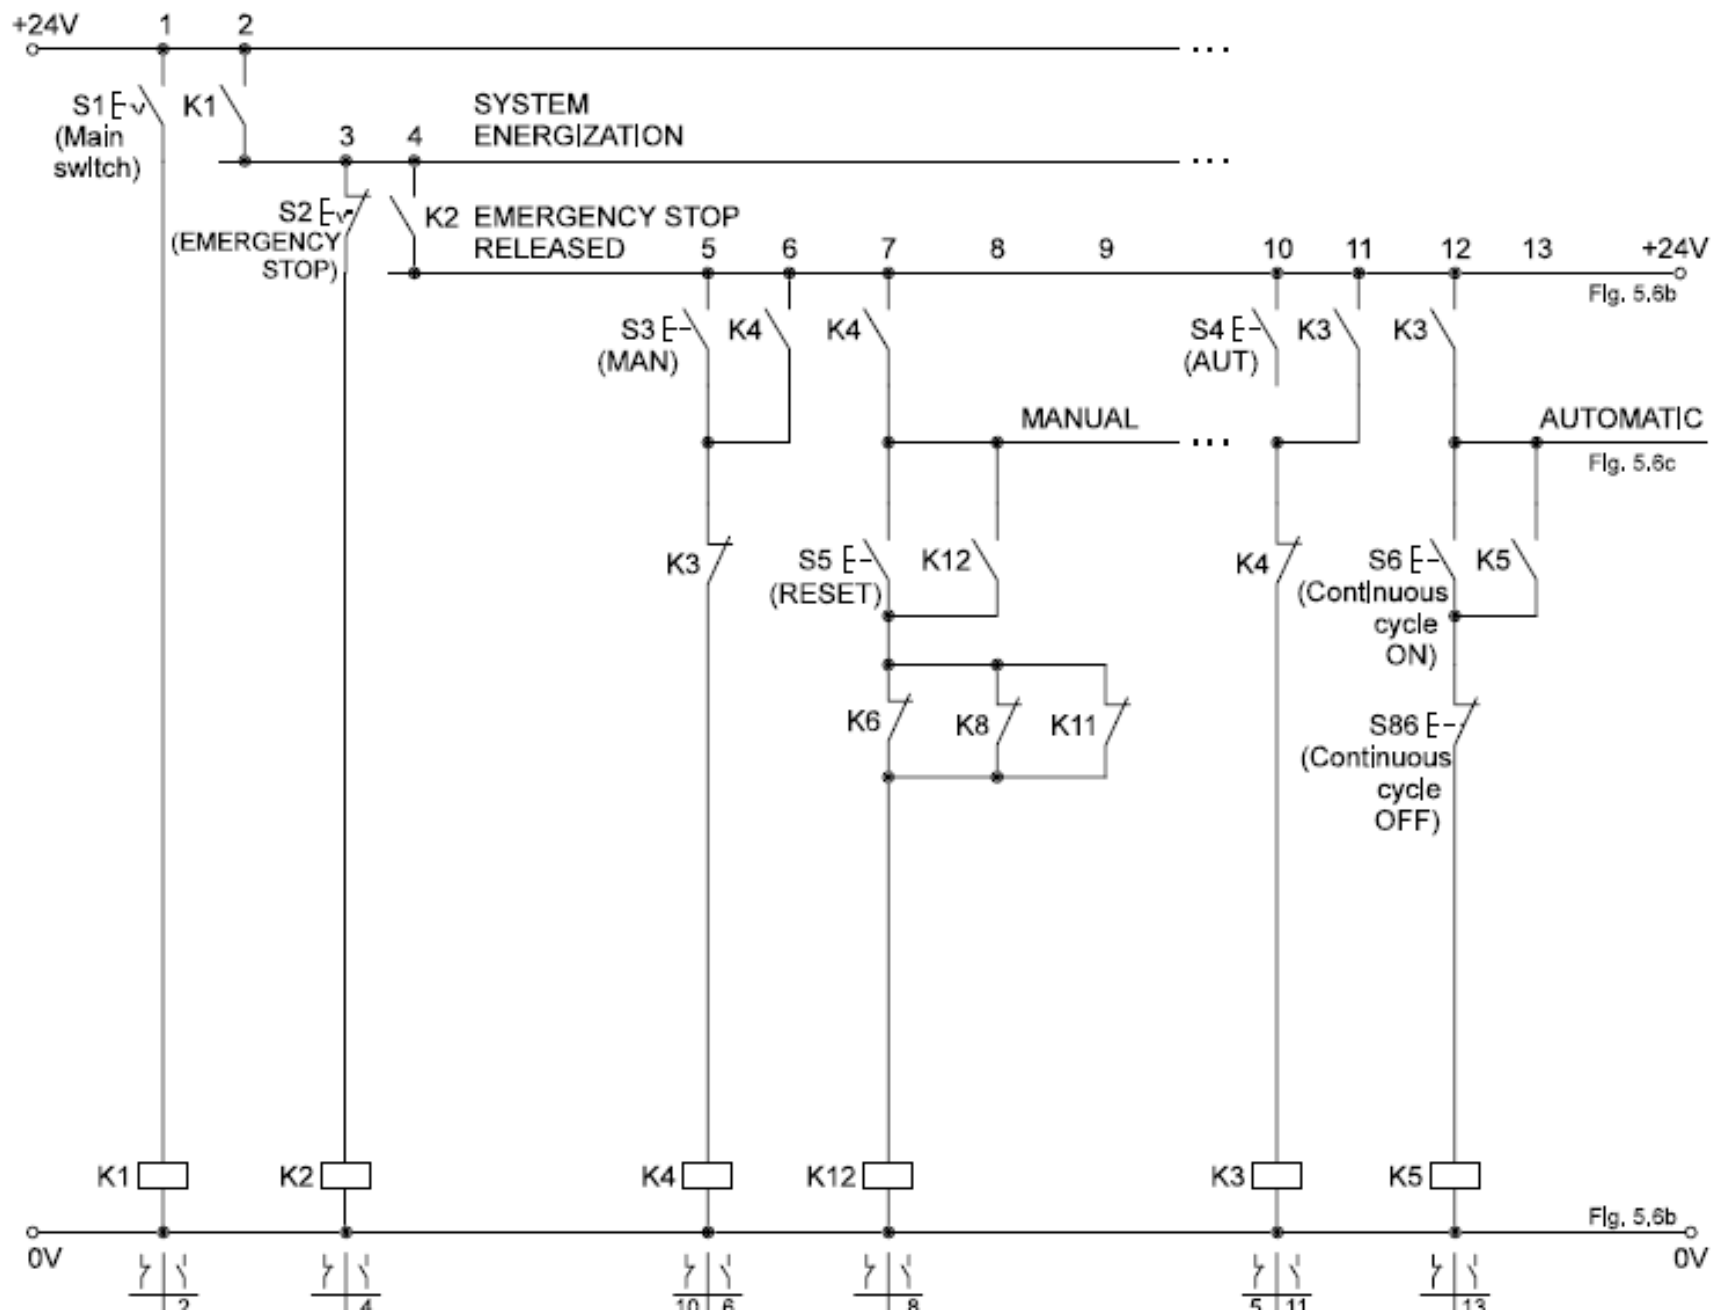 +24V 1 2
S1 K1 SYSTEM
(Main 3 4 ENERGIZATION
switch)
S2 K2 EMERGENCY STOP
(EMERGENCY RELEASED 5 6 7 8 9 10 11 12 13 +24V
STOP)
Fig. 5.6b
S3 K4 K4 S4 K3 K3
(MAN) (AUT)
MANUAL AUTOMATIC
Fig. 5.6c
K3 S5 K12 K4 S6 K5
(RESET) (Continuous
cycle
ON)
K6 K8 K11 S86
(Continuous
cycle
OFF)
K1 K2 K4 K12 K3 K5
Fig. 5.6b
0V 0V
2 4 10 6 8 5 11 13